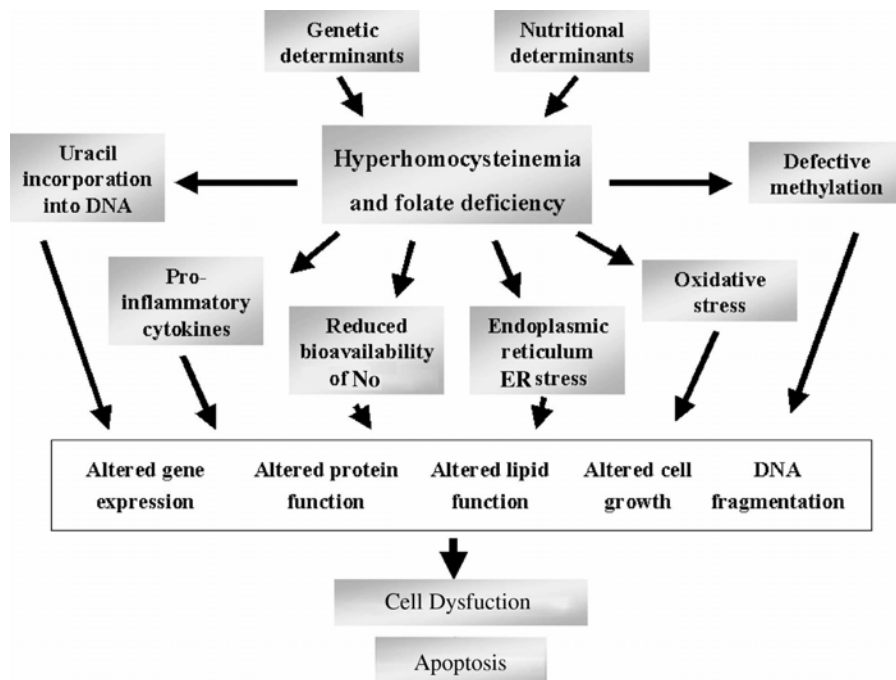 Genetic
determinants
Nutritional
determinants
Uracil
incorporation
into DNA
Hyperhomocysteinemia
and folate deficiency
Defective
methylation
Pro-
inflammatory
cytokines
Reduced
bioavailability
of No
Endoplasmic
reticulum
ER stress
Oxidative
stress
Altered gene
expression
Altered protein
function
Altered lipid
function
Altered cell
growth
DNA
fragmentation
Cell Dysfuction
Apoptosis